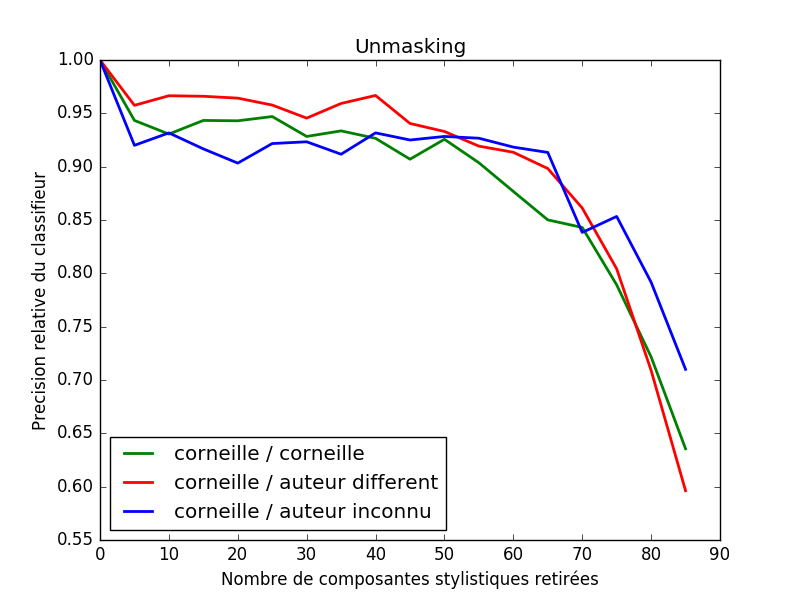 Unmasking
1.00
0.95
0.90
0.85
0.80
0.75
0.70
0.65
0.60
0.55
Precision relative du classifieur
corneille / corneille
corneille / auteur different
corneille / auteur inconnu
0 10 20 30 40 50 60 70 80 90
Nombre de composantes stylistiques retirées